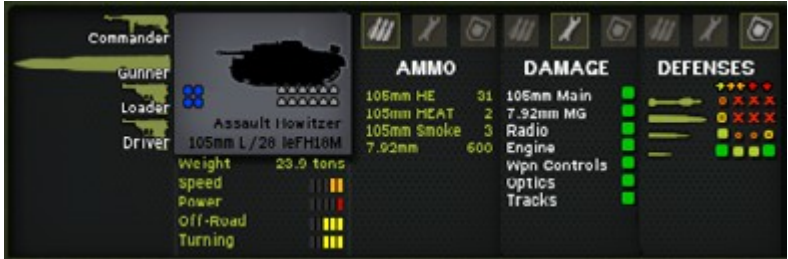 Commander
Gunner
Loader
Driver
Assault Howitzer
105mm L/28 leFH18M
Weight 23.9 tons
Speed
Power
Off-Road
Turning
AMMO
105mm HE 31
105mm HEAT 2
105mm Smoke 3
7.92mm 600
DAMAGE
105mm Main
7.92mm MG
Radio
Engine
Wpn Controls
Optics
Tracks
DEFENSES